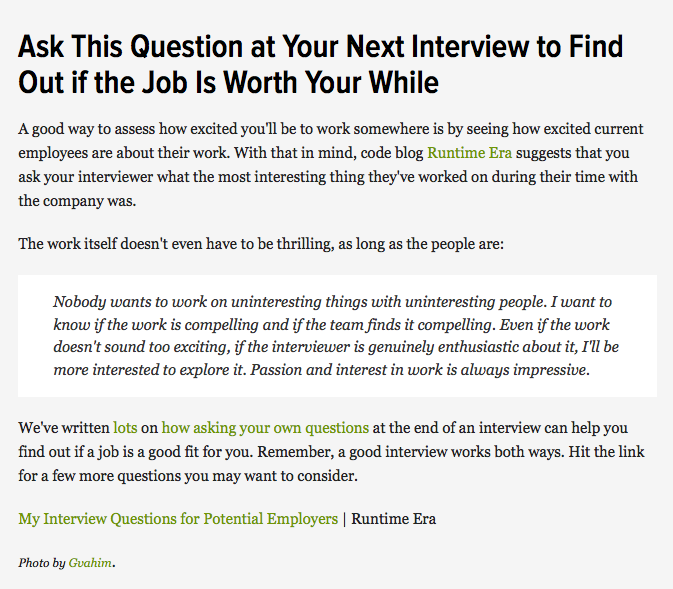 Ask This Question at Your Next Interview to Find
Out if the Job Is Worth Your While
A good way to assess how excited you'll be to work somewhere is by seeing how excited current
employees are about their work. With that in mind, code blog Runtime Era suggests that you
ask your interviewer what the most interesting thing they've worked on during their time with
the company was.
The work itself doesn't even have to be thrilling, as long as the people are:
Nobody wants to work on uninteresting things with uninteresting people. I want to
know if the work is compelling and if the team finds it compelling. Even if the work
doesn't sound too exciting, if the interviewer is genuinely enthusiastic about it, I'll be
more interested to explore it. Passion and interest in work is always impressive.
We've written lots on how asking your own questions at the end of an interview can help you
find out if a job is a good fit for you. Remember, a good interview works both ways. Hit the link
for a few more questions you may want to consider.
My Interview Questions for Potential Employers | Runtime Era
Photo by Gvahim.